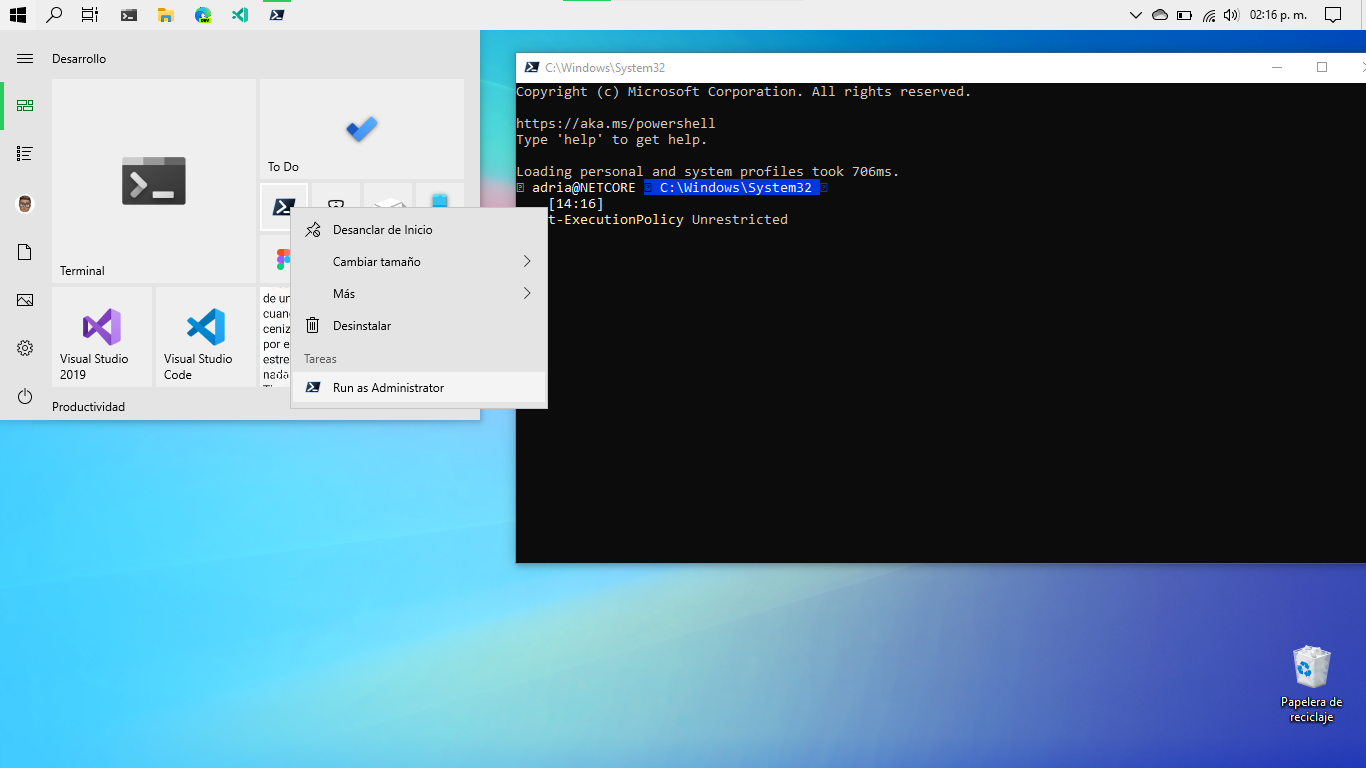 02:16 p. m.
Desarrollo
Terminal
To Do
Visual Studio
2019
Visual Studio
Code
de un
cuand
ceniz
por e
estre
nada
Productividad
Desanclar de Inicio
Cambiar tamaño
Más
Desinstalar
Tareas
Run as Administrator
C:\Windows\System32
Copyright (c) Microsoft Corporation. All rights reserved.
https://aka.ms/powershell
Type 'help' to get help.
Loading personal and system profiles took 706ms.
adria@NETCORE C:\Windows\System32
[14:16]
t-ExecutionPolicy Unrestricted
Papelera de
reciclaje